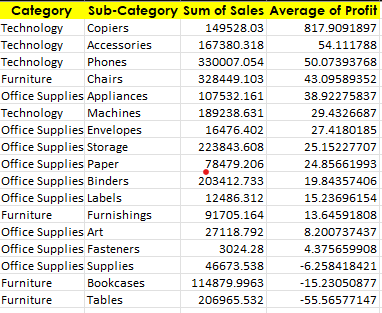 Category Sub-Category Sum of Sales Average of Profit
Technology Copiers 149528.03 817.9091897
Technology Accessories 167380.318 54.111788
Technology Phones 330007.054 50.07393768
Furniture Chairs 328449.103 43.09589352
Office Supplies Appliances 107532.161 38.92275837
Technology Machines 189238.631 29.4326687
Office Supplies Envelopes 16476.402 27.4180185
Office Supplies Storage 223843.608 25.15227707
Office Supplies Paper 78479.206 24.85661993
Office Supplies Binders 203412.733 19.84357406
Office Supplies Labels 12486.312 15.23696154
Furniture Furnishings 91705.164 13.64591808
Office Supplies Art 27118.792 8.200737437
Office Supplies Fasteners 3024.28 4.375659908
Office Supplies Supplies 46673.538 -6.258418421
Furniture Bookcases 114879.9963 -15.23050877
Furniture Tables 206965.532 -55.56577147